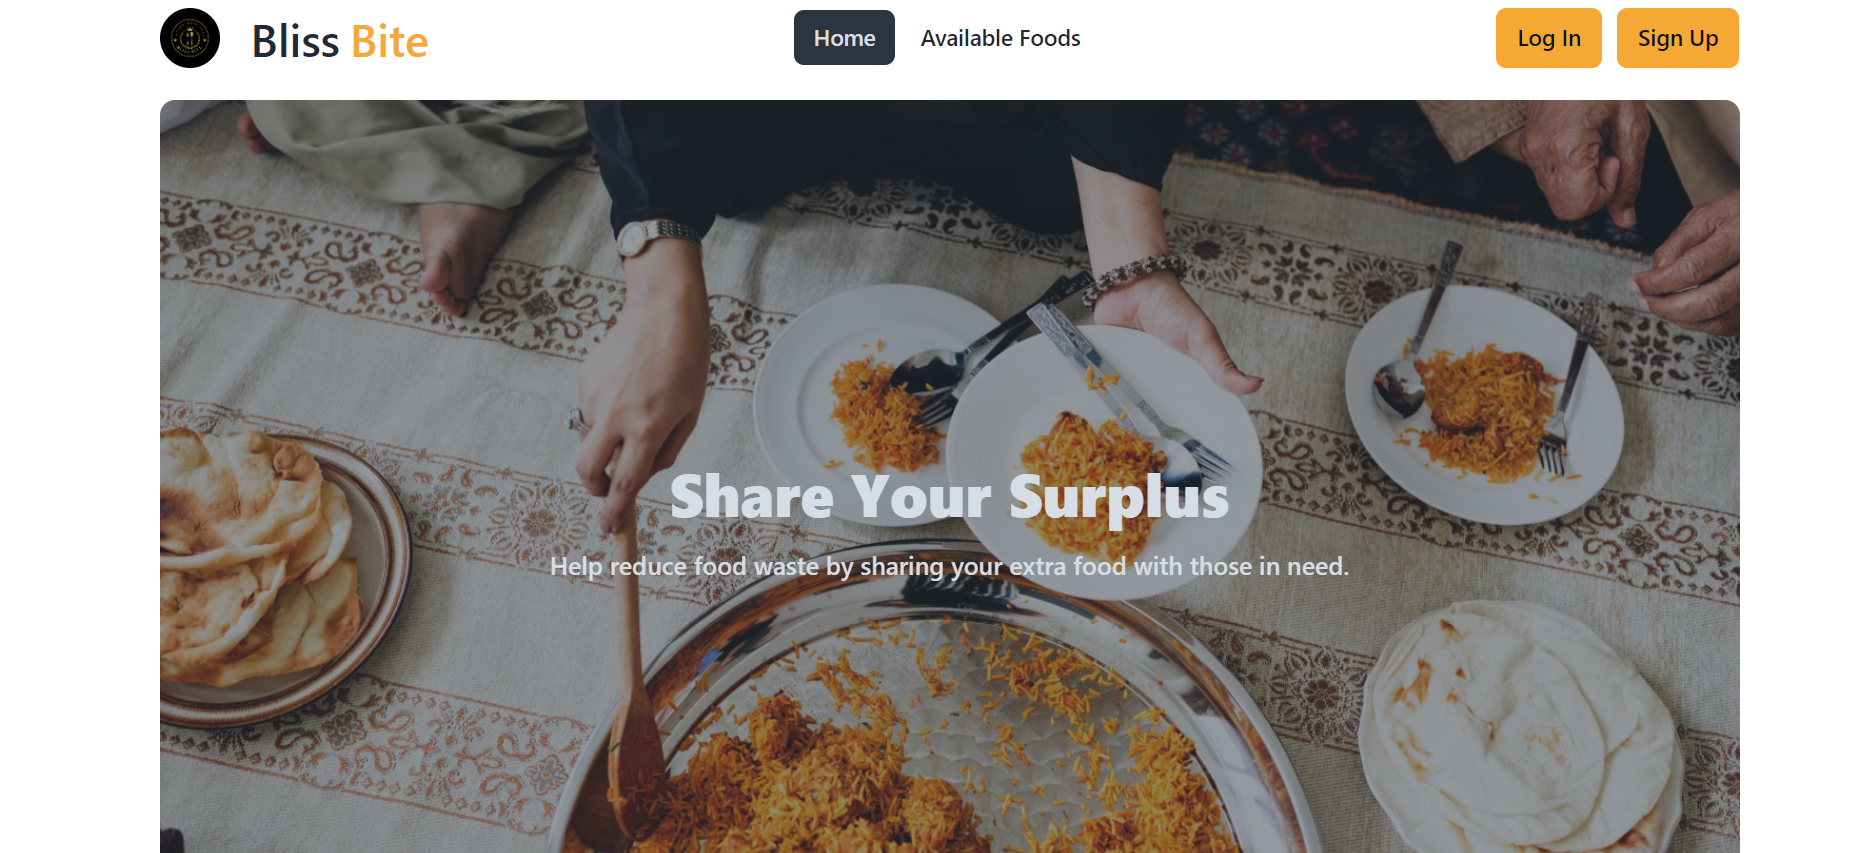 Bliss Bite
Home
Available Foods
Log In
Sign Up
Share Your Surplus
Help reduce food waste by sharing your extra food with those in need.